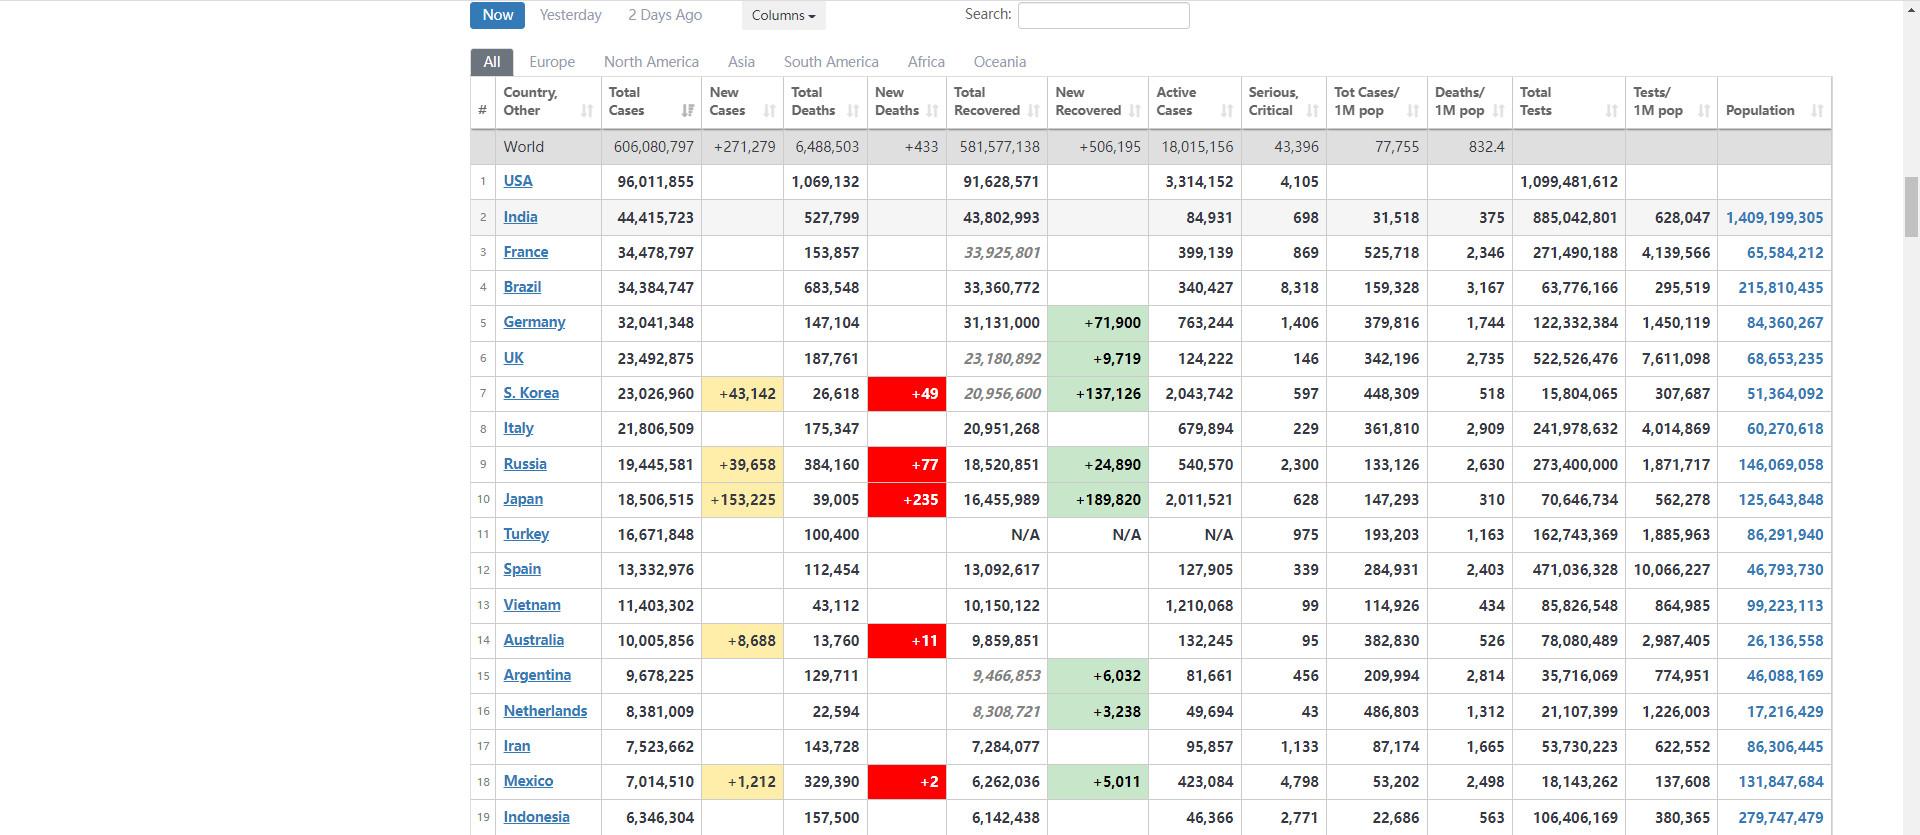 Now Yesterday 2 Days Ago Columns Search:
All Europe North America Asia South America Africa Oceania
# Country, Other Total Cases New Cases Total Deaths New Deaths Total Recovered New Recovered Active Cases Serious, Critical Tot Cases/ 1M pop Deaths/ 1M pop Total Tests Tests/ 1M pop Population
World 606,080,797 +271,279 6,488,503 +433 581,577,138 +506,195 18,015,156 43,396 77,755 832.4
1 USA 96,011,855 1,069,132 91,628,571 3,314,152 4,105 1,099,481,612
2 India 44,415,723 527,799 43,802,993 84,931 698 31,518 375 885,042,801 628,047 1,409,199,305
3 France 34,478,797 153,857 33,925,801 399,139 869 525,718 2,346 271,490,188 4,139,566 65,584,212
4 Brazil 34,384,747 683,548 33,360,772 340,427 8,318 159,328 3,167 63,776,166 295,519 215,810,435
5 Germany 32,041,348 147,104 31,131,000 +71,900 763,244 1,406 379,816 1,744 122,332,384 1,450,119 84,360,267
6 UK 23,492,875 187,761 23,180,892 +9,719 124,222 146 342,196 2,735 522,526,476 7,611,098 68,653,235
7 S. Korea 23,026,960 +43,142 26,618 +49 20,956,600 +137,126 2,043,742 597 448,309 518 15,804,065 307,687 51,364,092
8 Italy 21,806,509 175,347 20,951,268 679,894 229 361,810 2,909 241,978,632 4,014,869 60,270,618
9 Russia 19,445,581 +39,658 384,160 +77 18,520,851 +24,890 540,570 2,300 133,126 2,630 273,400,000 1,871,717 146,069,058
10 Japan 18,506,515 +153,225 39,005 +235 16,455,989 +189,820 2,011,521 628 147,293 310 70,646,734 562,278 125,643,848
11 Turkey 16,671,848 100,400 N/A N/A N/A 975 193,203 1,163 162,743,369 1,885,963 86,291,940
12 Spain 13,332,976 112,454 13,092,617 127,905 339 284,931 2,403 471,036,328 10,066,227 46,793,730
13 Vietnam 11,403,302 43,112 10,150,122 1,210,068 99 114,926 434 85,826,548 864,985 99,223,113
14 Australia 10,005,856 +8,688 13,760 +11 9,859,851 132,245 95 382,830 526 78,080,489 2,987,405 26,136,558
15 Argentina 9,678,225 129,711 9,466,853 +6,032 81,661 456 209,994 2,814 35,716,069 774,951 46,088,169
16 Netherlands 8,381,009 22,594 8,308,721 +3,238 49,694 43 486,803 1,312 21,107,399 1,226,003 17,216,429
17 Iran 7,523,662 143,728 7,284,077 95,857 1,133 87,174 1,665 53,730,223 622,552 86,306,445
18 Mexico 7,014,510 +1,212 329,390 +2 6,262,036 +5,011 423,084 4,798 53,202 2,498 18,143,262 137,608 131,847,684
19 Indonesia 6,346,304 157,500 6,142,438 46,366 2,771 22,686 563 106,406,169 380,365 279,747,479